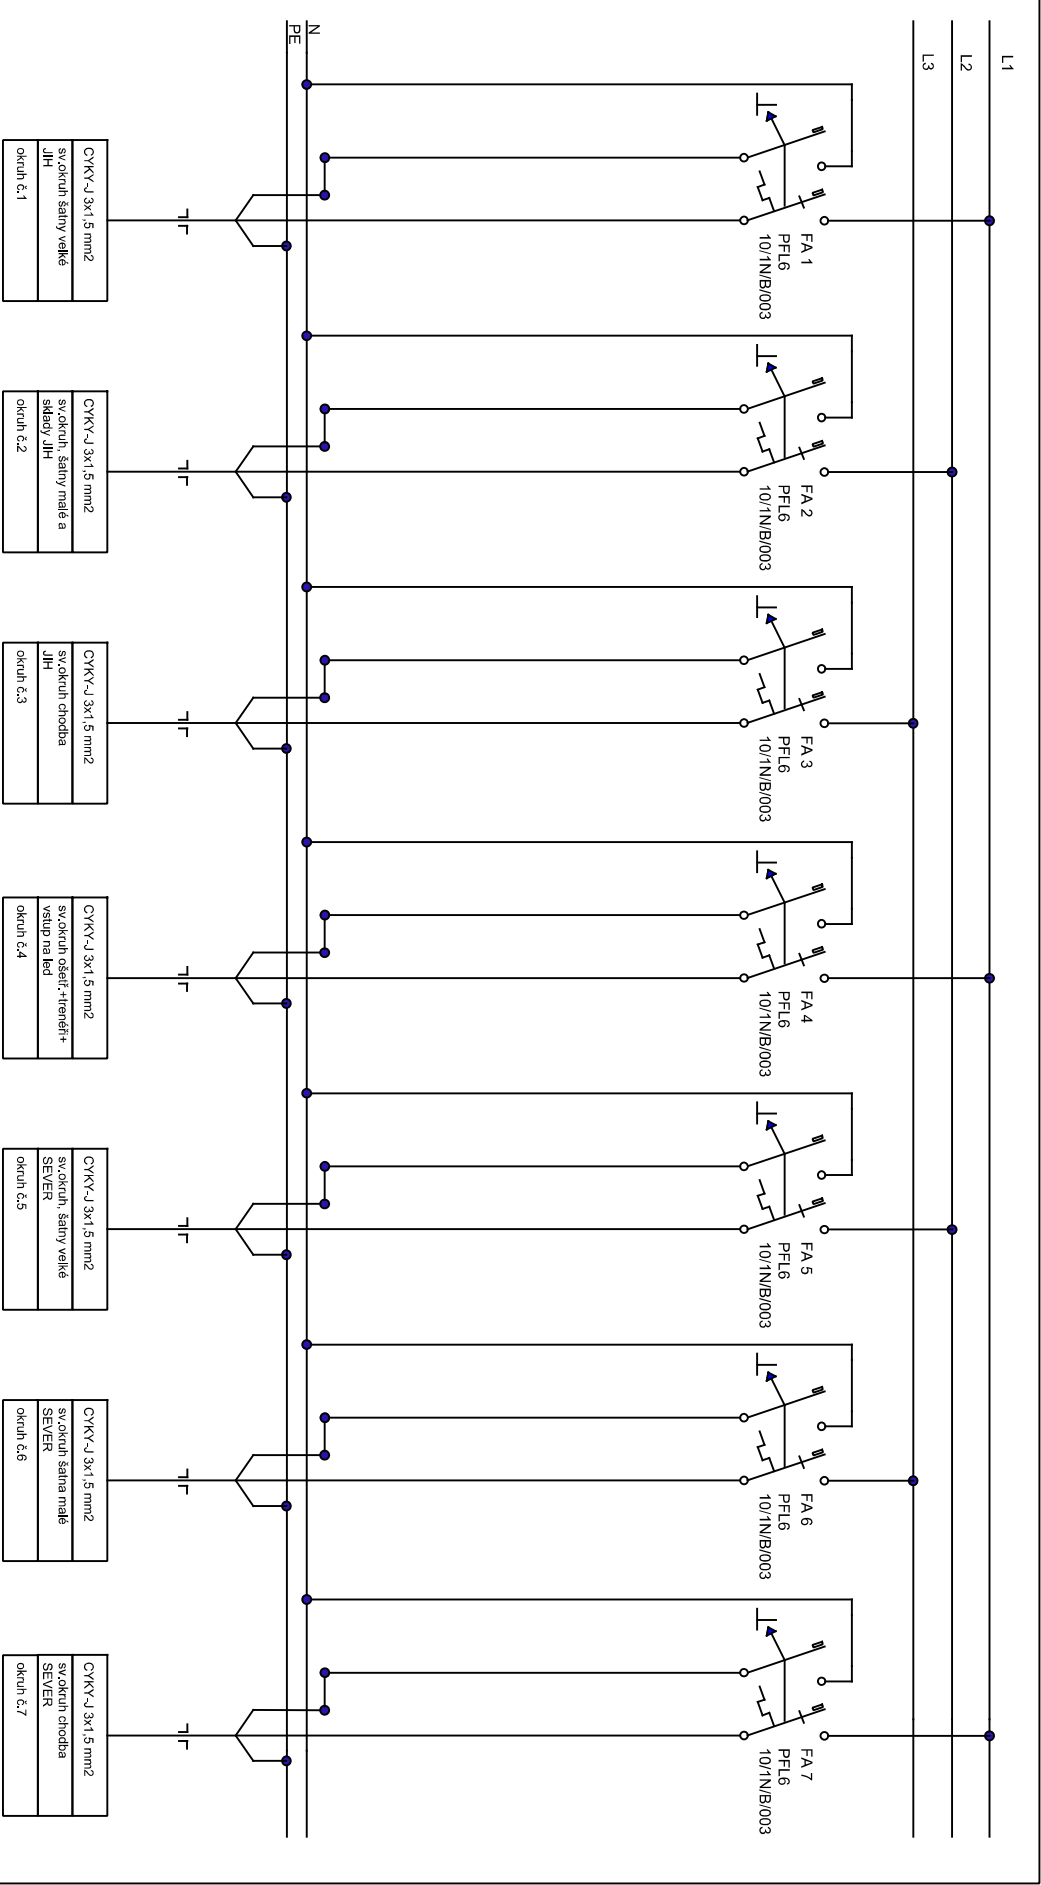 L1
L2
L3
N
PE
FA 1
PFL6
10/1N/B/003
FA 2
PFL6
10/1N/B/003
FA 3
PFL6
10/1N/B/003
FA 4
PFL6
10/1N/B/003
FA 5
PFL6
10/1N/B/003
FA 6
PFL6
10/1N/B/003
FA 7
PFL6
10/1N/B/003
CYKY-J 3x1,5 mm2
sv.okruh šatny velké
JIH
okruh č.1
CYKY-J 3x1,5 mm2
sv.okruh, šatny malé a
sklady JIH
okruh č.2
CYKY-J 3x1,5 mm2
sv.okruh chodba
JIH
okruh č.3
CYKY-J 3x1,5 mm2
sv.okruh ošetř.+trenéři+
vstup na led
okruh č.4
CYKY-J 3x1,5 mm2
sv.okruh, šatny velké
SEVER
okruh č.5
CYKY-J 3x1,5 mm2
sv.okruh šatna malé
SEVER
okruh č.6
CYKY-J 3x1,5 mm2
sv.okruh chodba
SEVER
okruh č.7